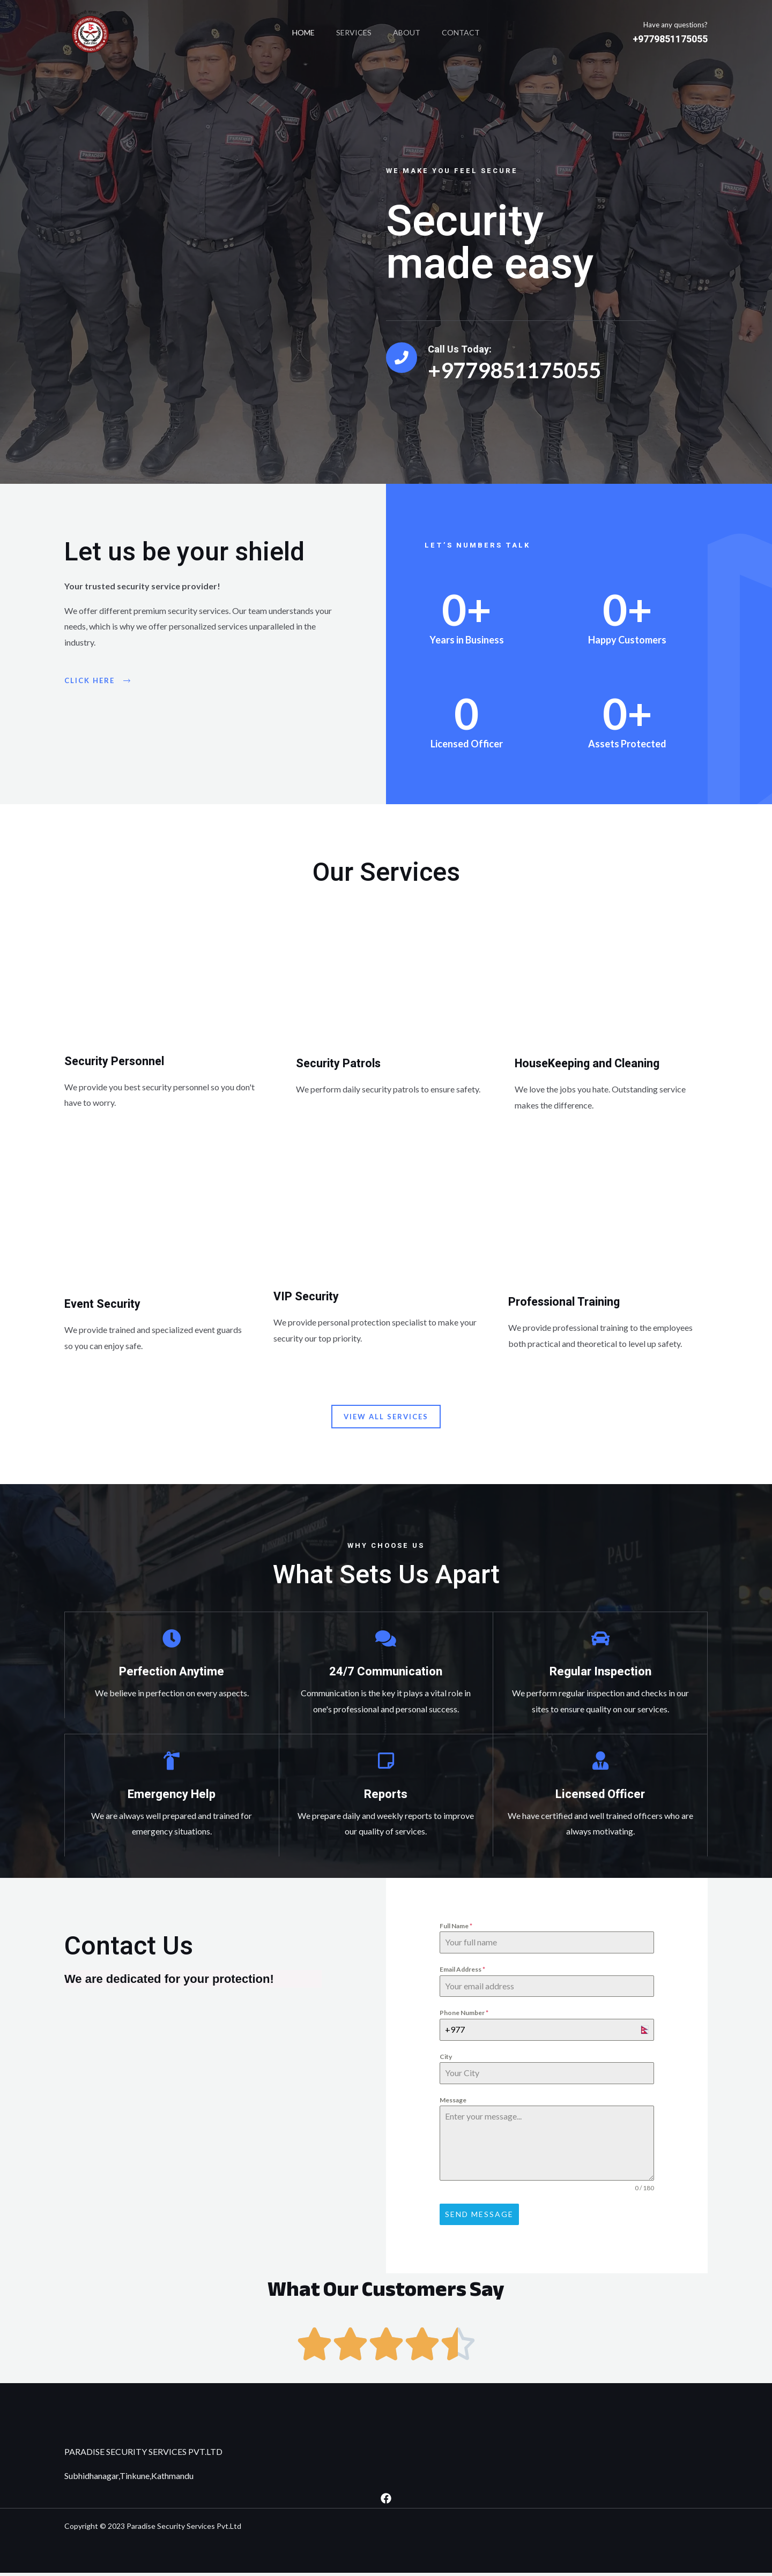 HOME
SERVICES
ABOUT
CONTACT
Have any questions?
+9779851175055
WE MAKE YOU FEEL SECURE
Security
made easy
Call Us Today:
+9779851175055
Let us be your shield
Your trusted security service provider!
We offer different premium security services. Our team understands your
needs, which is why we offer personalized services unparalleled in the
industry.
CLICK HERE →
LET'S NUMBERS TALK
0+
Years in Business
0+
Happy Customers
0
Licensed Officer
0+
Assets Protected
Our Services
Security Personnel
We provide you best security personnel so you don't
have to worry.
Security Patrols
We perform daily security patrols to ensure safety.
HouseKeeping and Cleaning
We love the jobs you hate. Outstanding service
makes the difference.
Event Security
We provide trained and specialized event guards
so you can enjoy safe.
VIP Security
We provide personal protection specialist to make your
security our top priority.
Professional Training
We provide professional training to the employees
both practical and theoretical to level up safety.
VIEW ALL SERVICES
WHY CHOOSE US
What Sets Us Apart
PAUL
Perfection Anytime
We believe in perfection on every aspects.
24/7 Communication
Communication is the key it plays a vital role in
one's professional and personal success.
Regular Inspection
We perform regular inspection and checks in our
sites to ensure quality on our services.
Emergency Help
We are always well prepared and trained for
emergency situations.
Reports
We prepare daily and weekly reports to improve
our quality of services.
Licensed Officer
We have certified and well trained officers who are
always motivating.
Contact Us
We are dedicated for your protection!
Full Name *
Your full name
Email Address *
Your email address
Phone Number *
+977
City
Your City
Message
Enter your message...
0 / 180
SEND MESSAGE
What Our Customers Say
PARADISE SECURITY SERVICES PVT.LTD
Subhidhanagar,Tinkune,Kathmandu
Copyright © 2023 Paradise Security Services Pvt.Ltd